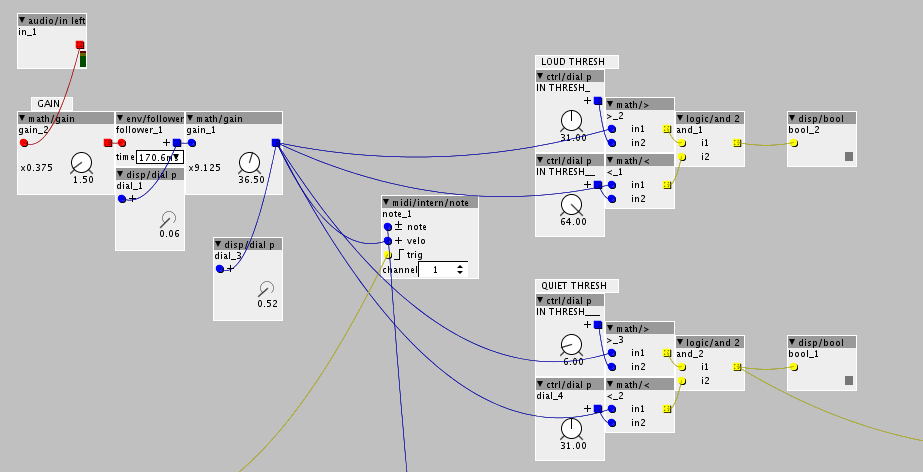 audio/in left
in_1
GAIN
math/gain
gain_2
x0.375
1.50
env/follower
follower_1
+
time
170.6m
math/gain
gain_1
x9.125
36.50
disp/dial p
dial_1
+
0.06
disp/dial p
dial_3
+
0.52
midi/intern/note
note_1
± note
+ velo
trig
channel 1
LOUD THRESH
ctrl/dial p
IN THRESH_
+
31.00
math/>
>_2
in1
in2
logic/and 2
and_1
i1
i2
disp/bool
bool_2
ctrl/dial p
IN THRESH__
+
64.00
math/<
<_1
in1
in2
QUIET THRESH
ctrl/dial p
IN THRESH___
+
6.00
math/>
>_3
in1
in2
logic/and 2
and_2
i1
i2
disp/bool
bool_1
ctrl/dial p
dial_4
+
31.00
math/<
<_2
in1
in2